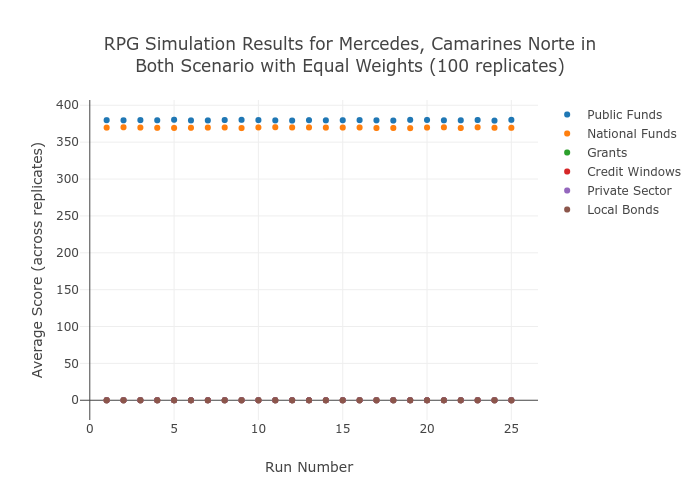 RPG Simulation Results for Mercedes, Camarines Norte in
Both Scenario with Equal Weights (100 replicates)
400
350
300
250
200
150
100
50
0
Average Score (across replicates)
0
5
10
15
20
25
Run Number
Public Funds
National Funds
Grants
Credit Windows
Private Sector
Local Bonds